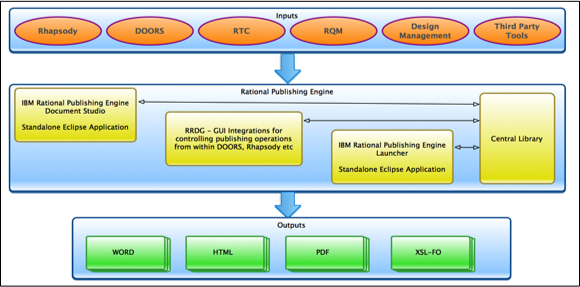 Inputs
Rhapsody
DOORS
RTC
RQM
Design
Management
Third Party
Tools
Rational Publishing Engine
IBM Rational Publishing Engine
Document Studio
Standalone Eclipse Application
RRDG - GUI Integrations for
controlling publishing operations
from within DOORS, Rhapsody etc
IBM Rational Publishing Engine
Launcher
Standalone Eclipse Application
Central Library
Outputs
WORD
HTML
PDF
XSL-FO